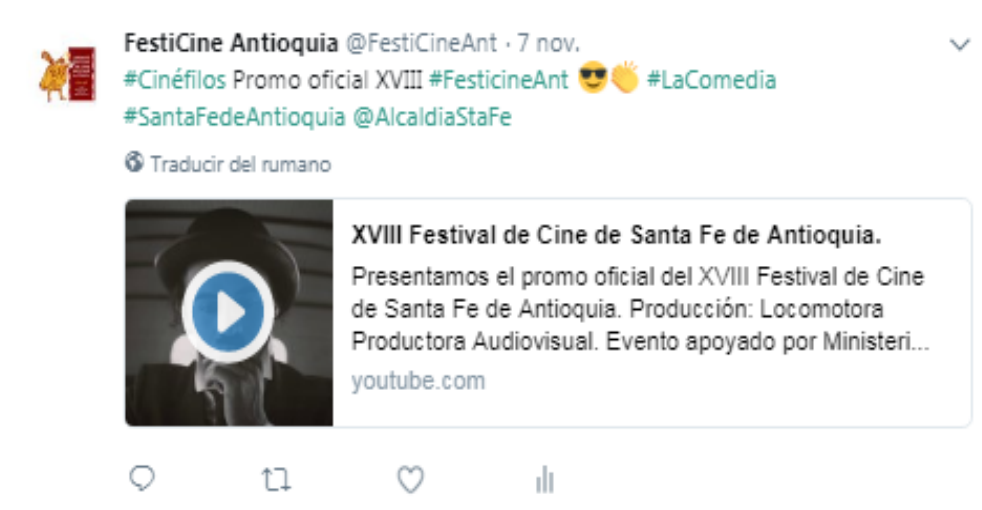 FestiCine Antioquia @FestiCineAnt · 7 nov.
#Cinéfilos Promo oficial XVIII #FesticineAnt 😎👏 #LaComedia
#SantaFedeAntioquia @AlcaldiaStaFe
Traducir del rumano
XVIII Festival de Cine de Santa Fe de Antioquia.
Presentamos el promo oficial del XVIII Festival de Cine
de Santa Fe de Antioquia. Producción: Locomotora
Productora Audiovisual. Evento apoyado por Ministeri...
youtube.com